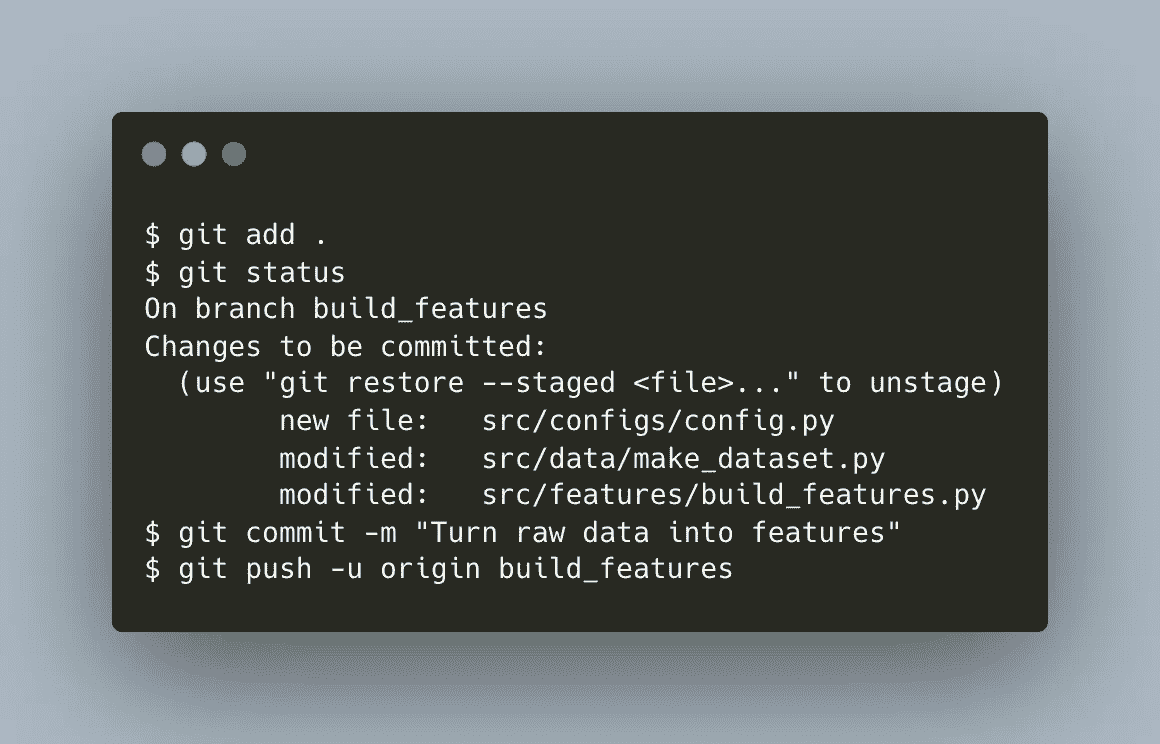 $ git add .
$ git status
On branch build_features
Changes to be committed:
  (use "git restore --staged <file>..." to unstage)
        new file:   src/configs/config.py
        modified:   src/data/make_dataset.py
        modified:   src/features/build_features.py
$ git commit -m "Turn raw data into features"
$ git push -u origin build_features